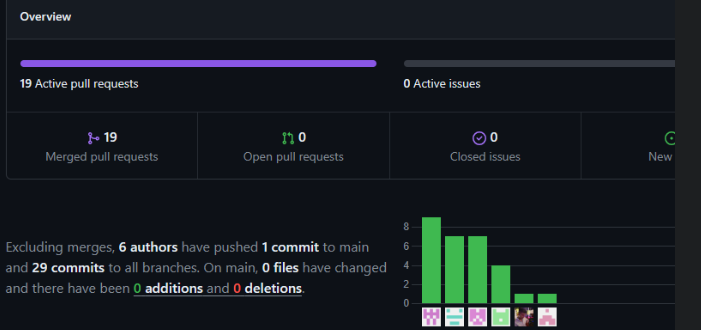 Overview
19 Active pull requests
0 Active issues
19
Merged pull requests
0
Open pull requests
0
Closed issues
New
Excluding merges, 6 authors have pushed 1 commit to main
and 29 commits to all branches. On main, 0 files have changed
and there have been 0 additions and 0 deletions.
8
6
4
2
0